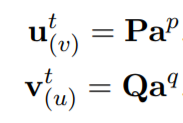 u^t_(v) = Pa^p
v^t_(u) = Qa^q